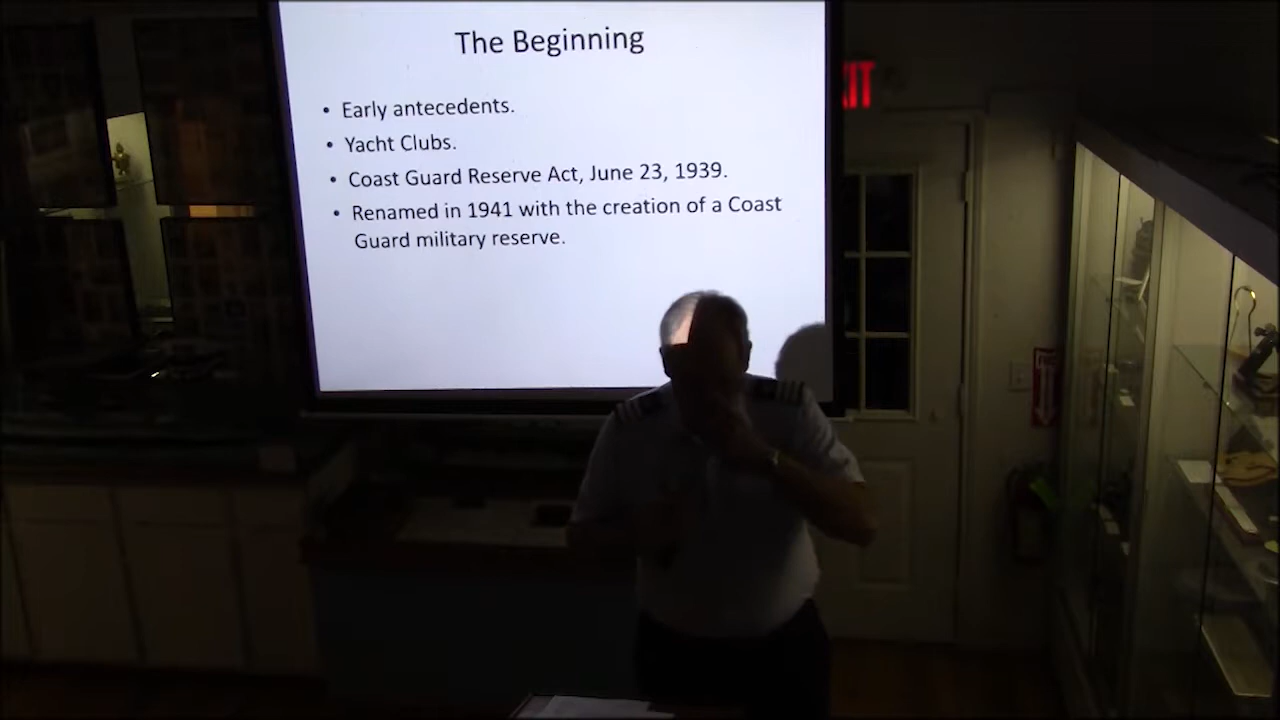 The Beginning
• Early antecedents.
• Yacht Clubs.
• Coast Guard Reserve Act, June 23, 1939.
• Renamed in 1941 with the creation of a Coast
Guard military reserve.